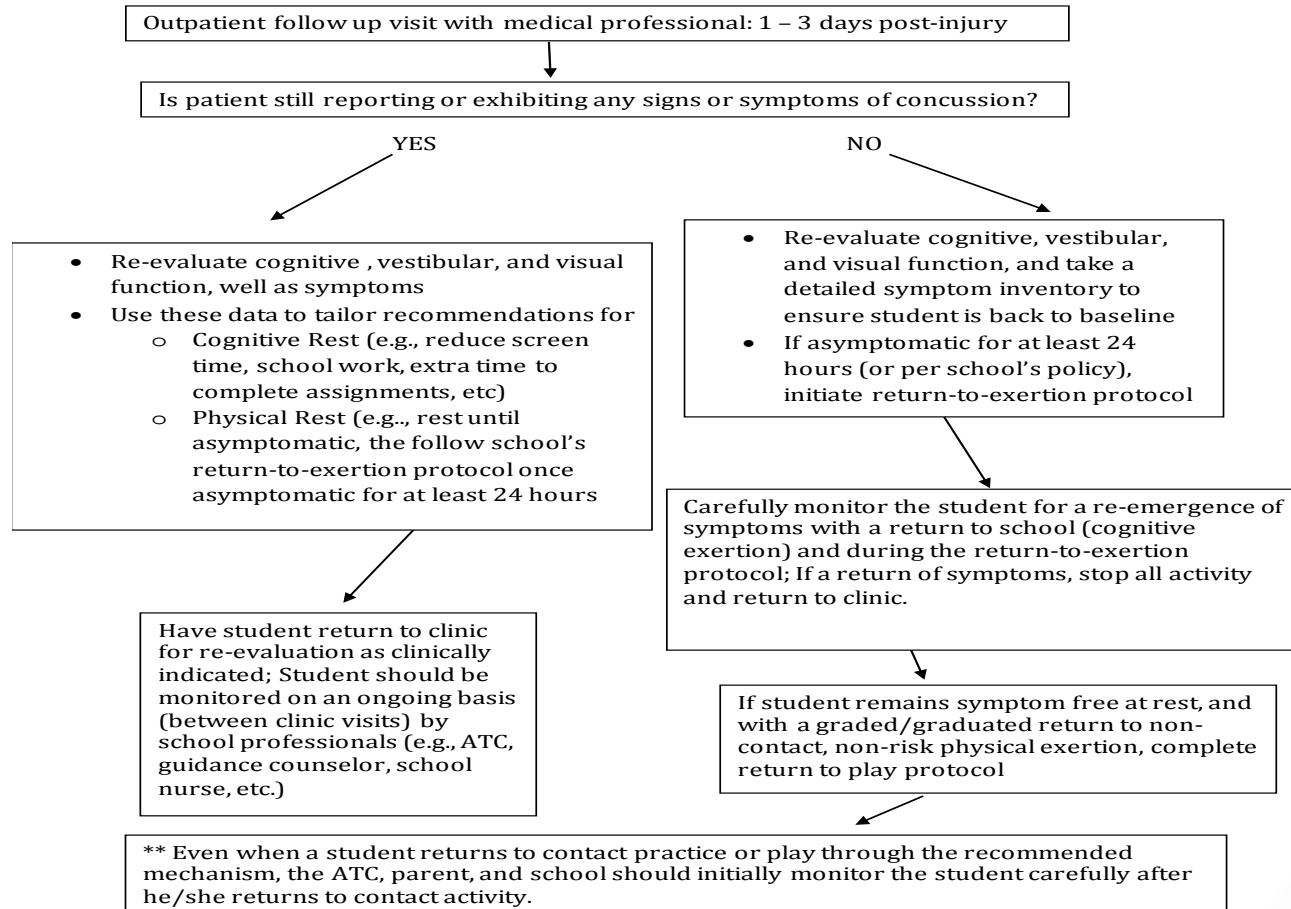 Outpatient follow up visit with medical professional: 1 – 3 days post-injury
Is patient still reporting or exhibiting any signs or symptoms of concussion?
YES
NO
• Re-evaluate cognitive , vestibular, and visual
function, well as symptoms
• Use these data to tailor recommendations for
o Cognitive Rest (e.g., reduce screen
time, school work, extra time to
complete assignments, etc)
o Physical Rest (e.g.., rest until
asymptomatic, the follow school's
return-to-exertion protocol once
asymptomatic for at least 24 hours
Have student return to clinic
for re-evaluation as clinically
indicated; Student should be
monitored on an ongoing basis
(between clinic visits) by
school professionals (e.g., ATC,
guidance counselor, school
nurse, etc.)
• Re-evaluate cognitive, vestibular,
and visual function, and take a
detailed symptom inventory to
ensure student is back to baseline
• If asymptomatic for at least 24
hours (or per school's policy),
initiate return-to-exertion protocol
Carefully monitor the student for a re-emergence of
symptoms with a return to school (cognitive
exertion) and during the return-to-exertion
protocol; If a return of symptoms, stop all activity
and return to clinic.
If student remains symptom free at rest, and
with a graded/graduated return to non-
contact, non-risk physical exertion, complete
return to play protocol
** Even when a student returns to contact practice or play through the recommended
mechanism, the ATC, parent, and school should initially monitor the student carefully after
he/she returns to contact activity.